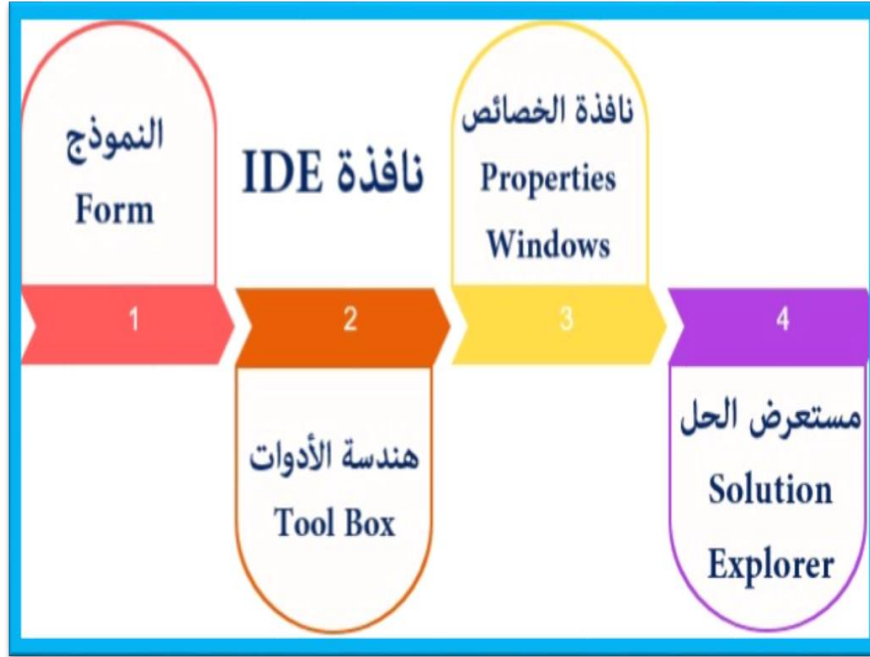 نافذة IDE
النموذج
Form
1
هندسة الأدوات
Tool Box
2
نافذة الخصائص
Properties
Windows
3
مستعرض الحل
Solution
Explorer
4